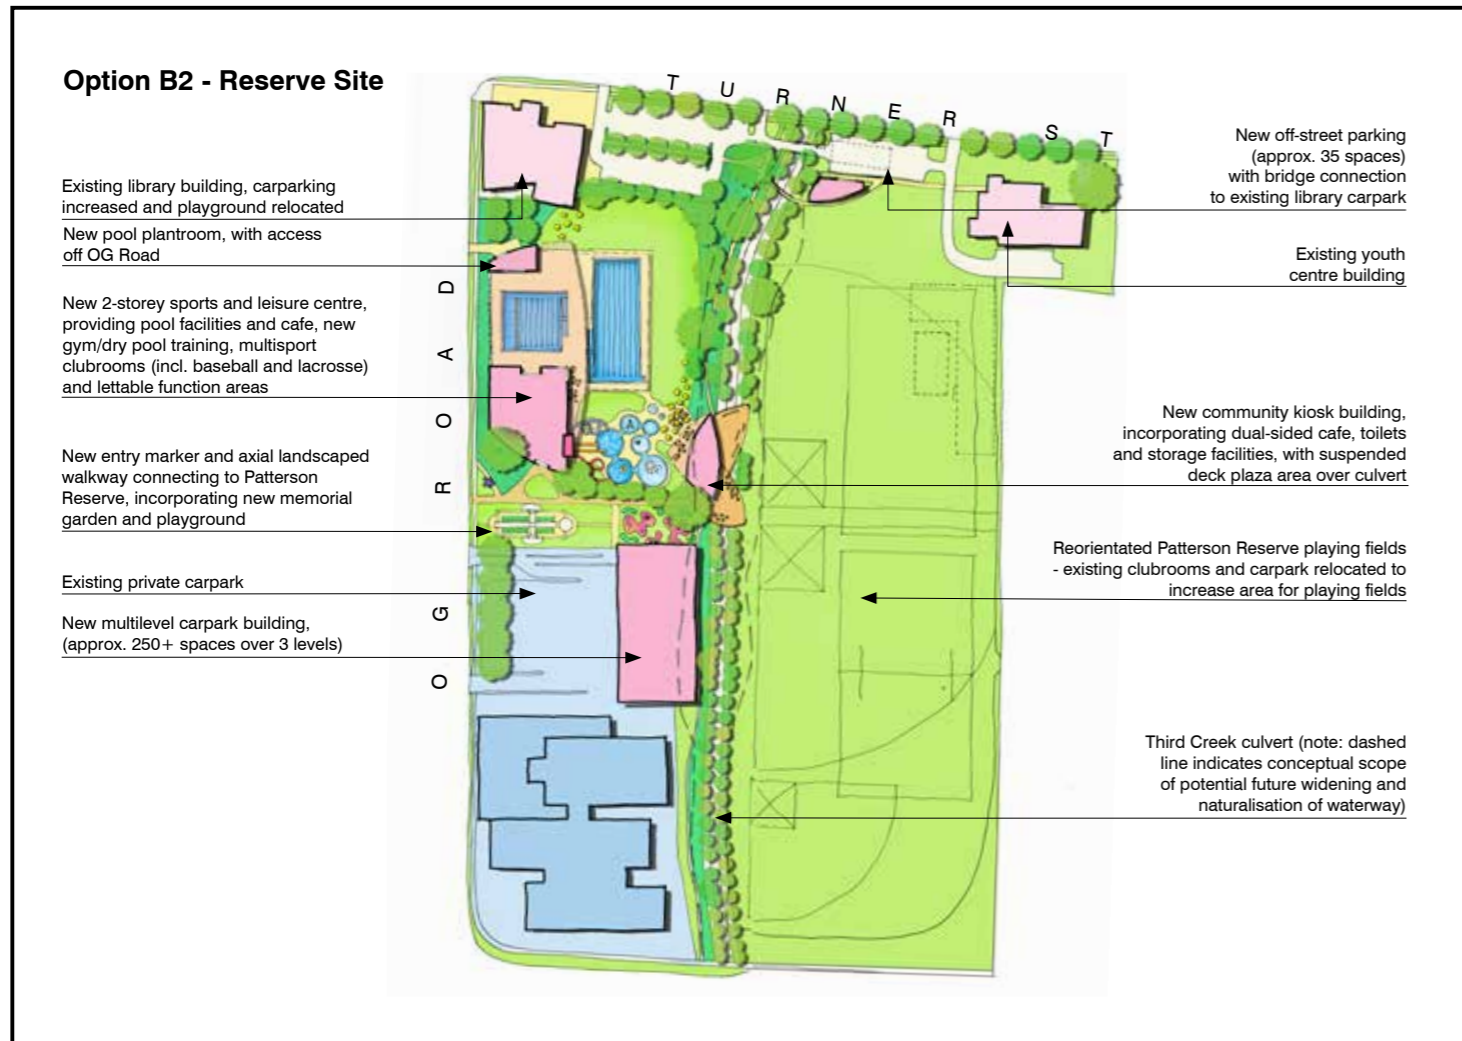 Option B2 - Reserve Site
TURNER ST
Existing library building, carparking
increased and playground relocated
New pool plantroom, with access
off OG Road
New 2-storey sports and leisure centre,
providing pool facilities and cafe, new
gym/dry pool training, multisport
clubrooms (incl. baseball and lacrosse)
and lettable function areas
New entry marker and axial landscaped
walkway connecting to Patterson
Reserve, incorporating new memorial
garden and playground
Existing private carpark
New multilevel carpark building,
(approx. 250+ spaces over 3 levels)
OG ROAD
New off-street parking
(approx. 35 spaces)
with bridge connection
to existing library carpark
Existing youth
centre building
New community kiosk building,
incorporating dual-sided cafe, toilets
and storage facilities, with suspended
deck plaza area over culvert
Reorientated Patterson Reserve playing fields
- existing clubrooms and carpark relocated to
increase area for playing fields
Third Creek culvert (note: dashed
line indicates conceptual scope
of potential future widening and
naturalisation of waterway)